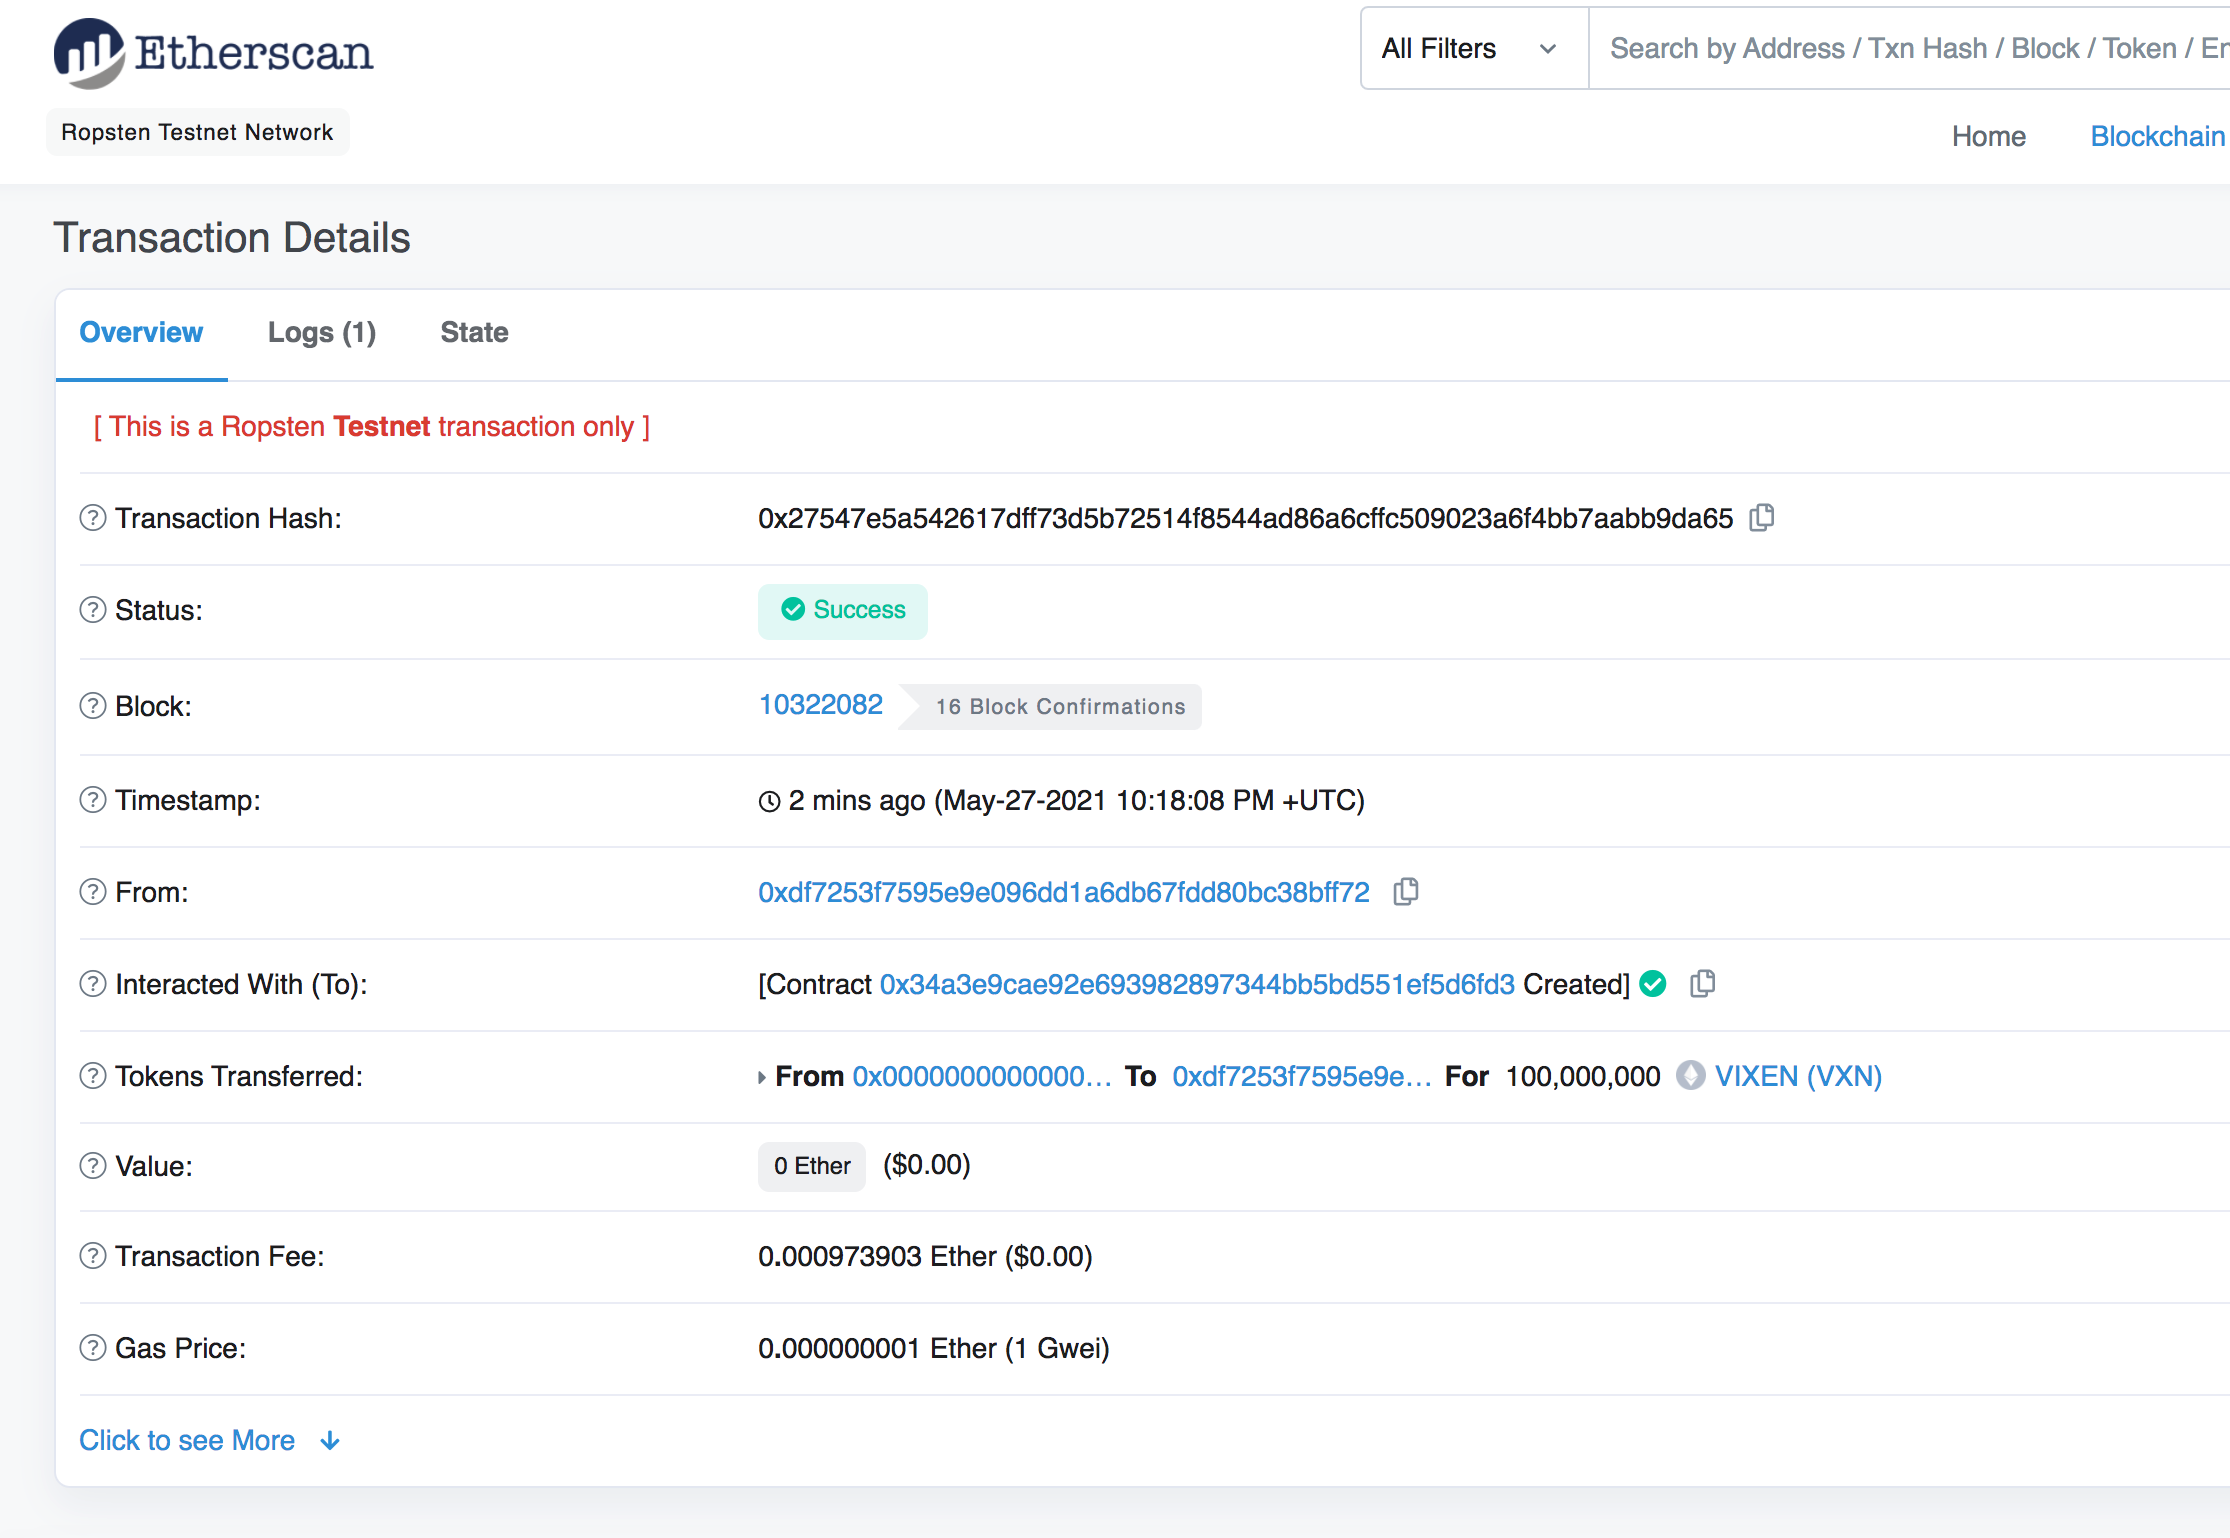 Etherscan
All Filters
Search by Address / Txn Hash / Block / Token / En
Ropsten Testnet Network
Home Blockchain
Transaction Details
Overview Logs (1) State
[ This is a Ropsten Testnet transaction only ]
Transaction Hash: 0x27547e5a542617dff73d5b72514f8544ad86a6cffc509023a6f4bb7aabb9da65
Status: Success
Block: 10322082 16 Block Confirmations
Timestamp: 2 mins ago (May-27-2021 10:18:08 PM +UTC)
From: 0xdf7253f7595e9e096dd1a6db67fdd80bc38bff72
Interacted With (To): [Contract 0x34a3e9cae92e693982897344bb5bd551ef5d6fd3 Created]
Tokens Transferred: From 0x0000000000000... To 0xdf7253f7595e9e... For 100,000,000 VIXEN (VXN)
Value: 0 Ether ($0.00)
Transaction Fee: 0.000973903 Ether ($0.00)
Gas Price: 0.000000001 Ether (1 Gwei)
Click to see More